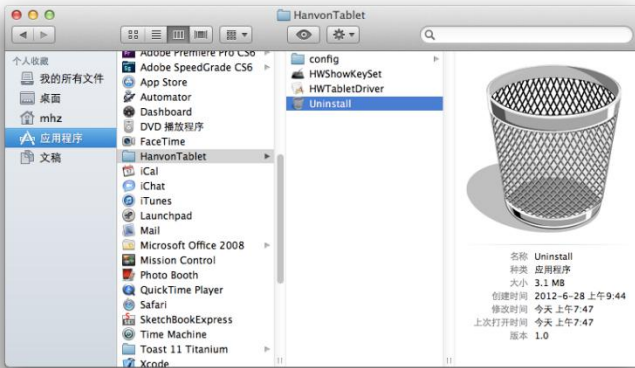 HanvonTablet
个人收藏
我的所有文件
桌面
mhz
应用程序
文稿
Adobe Premiere Pro CS6
Adobe SpeedGrade CS6
App Store
Automator
Dashboard
DVD 播放程序
FaceTime
HanvonTablet
iCal
iChat
iTunes
Launchpad
Mail
Microsoft Office 2008
Mission Control
Photo Booth
QuickTime Player
Safari
SketchBookExpress
Time Machine
Toast 11 Titanium
Xcode
config
HWShowKeySet
HWTabletDriver
Uninstall
名称 Uninstall
种类 应用程序
大小 3.1 MB
创建时间 2012-6-28 上午9:44
修改时间 今天 上午7:47
上次打开时间 今天 上午7:47
版本 1.0